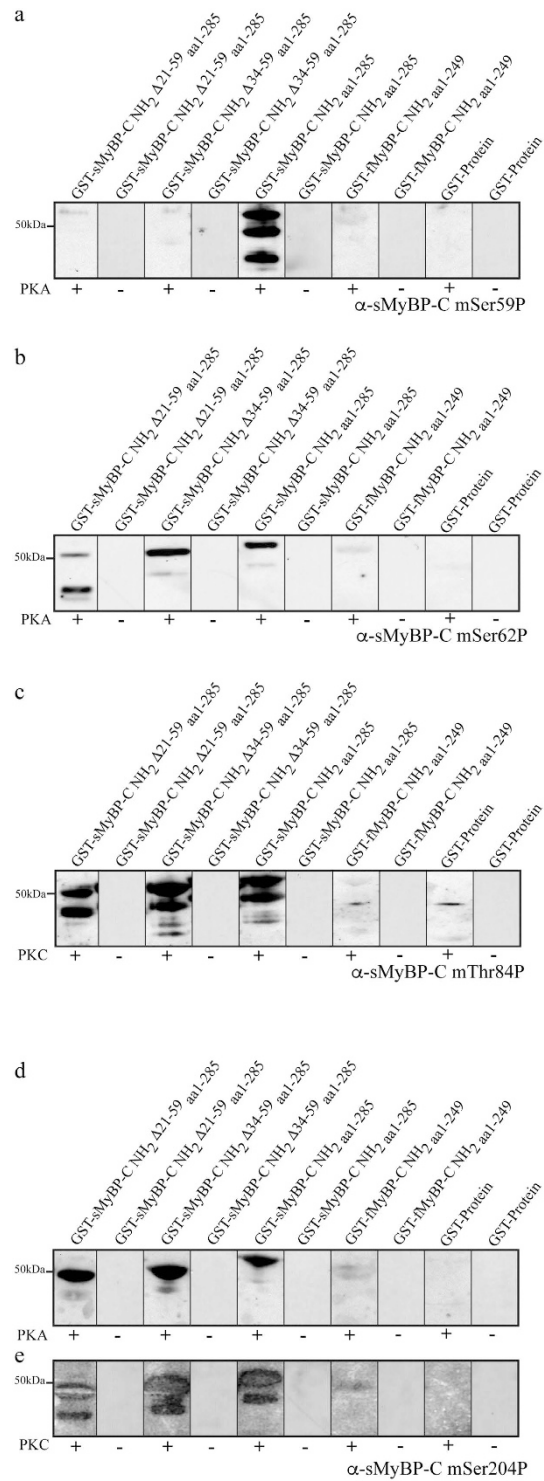 a
GST-sMyBP-C NH2 Δ21-59 aa1-285
GST-sMyBP-C NH2 Δ21-59 aa1-285
GST-sMyBP-C NH2 Δ34-59 aa1-285
GST-sMyBP-C NH2 Δ34-59 aa1-285
GST-sMyBP-C NH2 aa1-285
GST-sMyBP-C NH2 aa1-285
GST-fMyBP-C NH2 aa1-249
GST-fMyBP-C NH2 aa1-249
GST-Protein
GST-Protein
50kDa
PKA + - + - + - + - + -
α-sMyBP-C mSer59P
b
GST-sMyBP-C NH2 Δ21-59 aa1-285
GST-sMyBP-C NH2 Δ21-59 aa1-285
GST-sMyBP-C NH2 Δ34-59 aa1-285
GST-sMyBP-C NH2 Δ34-59 aa1-285
GST-sMyBP-C NH2 aa1-285
GST-sMyBP-C NH2 aa1-285
GST-fMyBP-C NH2 aa1-249
GST-fMyBP-C NH2 aa1-249
GST-Protein
GST-Protein
50kDa
PKA + - + - + - + - + -
α-sMyBP-C mSer62P
c
GST-sMyBP-C NH2 Δ21-59 aa1-285
GST-sMyBP-C NH2 Δ21-59 aa1-285
GST-sMyBP-C NH2 Δ34-59 aa1-285
GST-sMyBP-C NH2 Δ34-59 aa1-285
GST-sMyBP-C NH2 aa1-285
GST-sMyBP-C NH2 aa1-285
GST-fMyBP-C NH2 aa1-249
GST-fMyBP-C NH2 aa1-249
GST-Protein
GST-Protein
50kDa
PKC + - + - + - + - + -
α-sMyBP-C mThr84P
d
GST-sMyBP-C NH2 Δ21-59 aa1-285
GST-sMyBP-C NH2 Δ21-59 aa1-285
GST-sMyBP-C NH2 Δ34-59 aa1-285
GST-sMyBP-C NH2 Δ34-59 aa1-285
GST-sMyBP-C NH2 aa1-285
GST-sMyBP-C NH2 aa1-285
GST-fMyBP-C NH2 aa1-249
GST-fMyBP-C NH2 aa1-249
GST-Protein
GST-Protein
50kDa
PKA + - + - + - + - + -
e
50kDa
PKC + - + - + - + - + -
α-sMyBP-C mSer204P